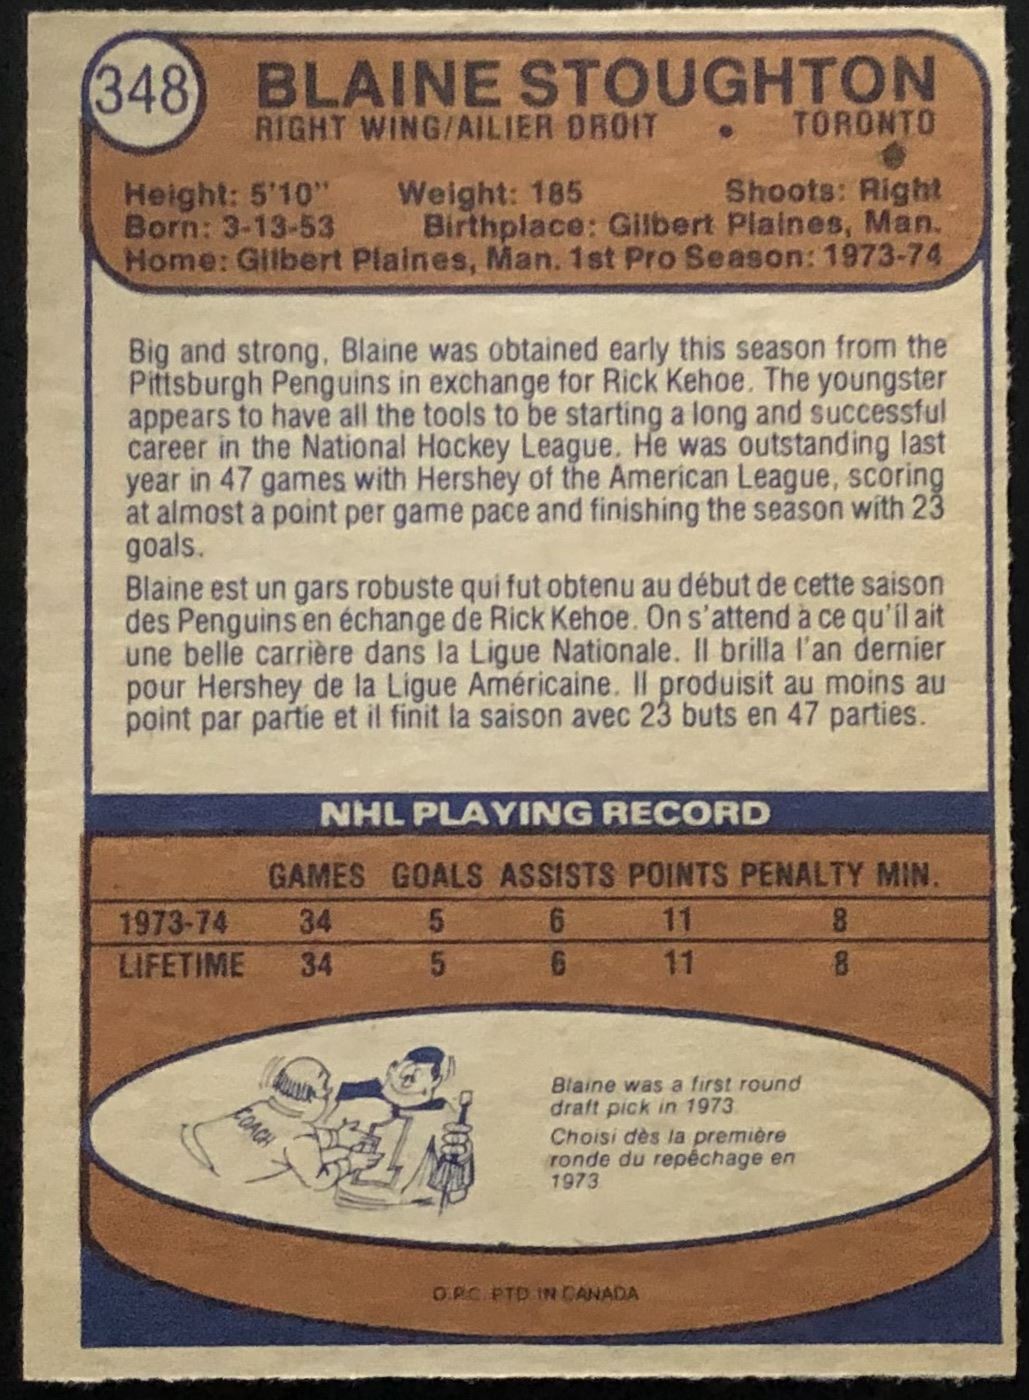 348
BLAINE STOUGHTON
RIGHT WING/AILIER DROIT • TORONTO
Height: 5'10" Weight: 185 Shoots: Right
Born: 3-13-53 Birthplace: Gilbert Plaines, Man.
Home: Gilbert Plaines, Man. 1st Pro Season: 1973-74
Big and strong, Blaine was obtained early this season from the
Pittsburgh Penguins in exchange for Rick Kehoe. The youngster
appears to have all the tools to be starting a long and successful
career in the National Hockey League. He was outstanding last
year in 47 games with Hershey of the American League, scoring
at almost a point per game pace and finishing the season with 23
goals.
Blaine est un gars robuste qui fut obtenu au début de cette saison
des Penguins en échange de Rick Kehoe. On s'attend à ce qu'il ait
une belle carrière dans la Ligue Nationale. Il brilla l'an dernier
pour Hershey de la Ligue Américaine. Il produisit au moins au
point par partie et il finit la saison avec 23 buts en 47 parties.
NHL PLAYING RECORD
GAMES GOALS ASSISTS POINTS PENALTY MIN.
1973-74 34 5 6 11 8
LIFETIME 34 5 6 11 8
COACH
1
Blaine was a first round
draft pick in 1973
Choisi dès la première
ronde du repêchage en
1973
O.P.C. PTD. IN CANADA